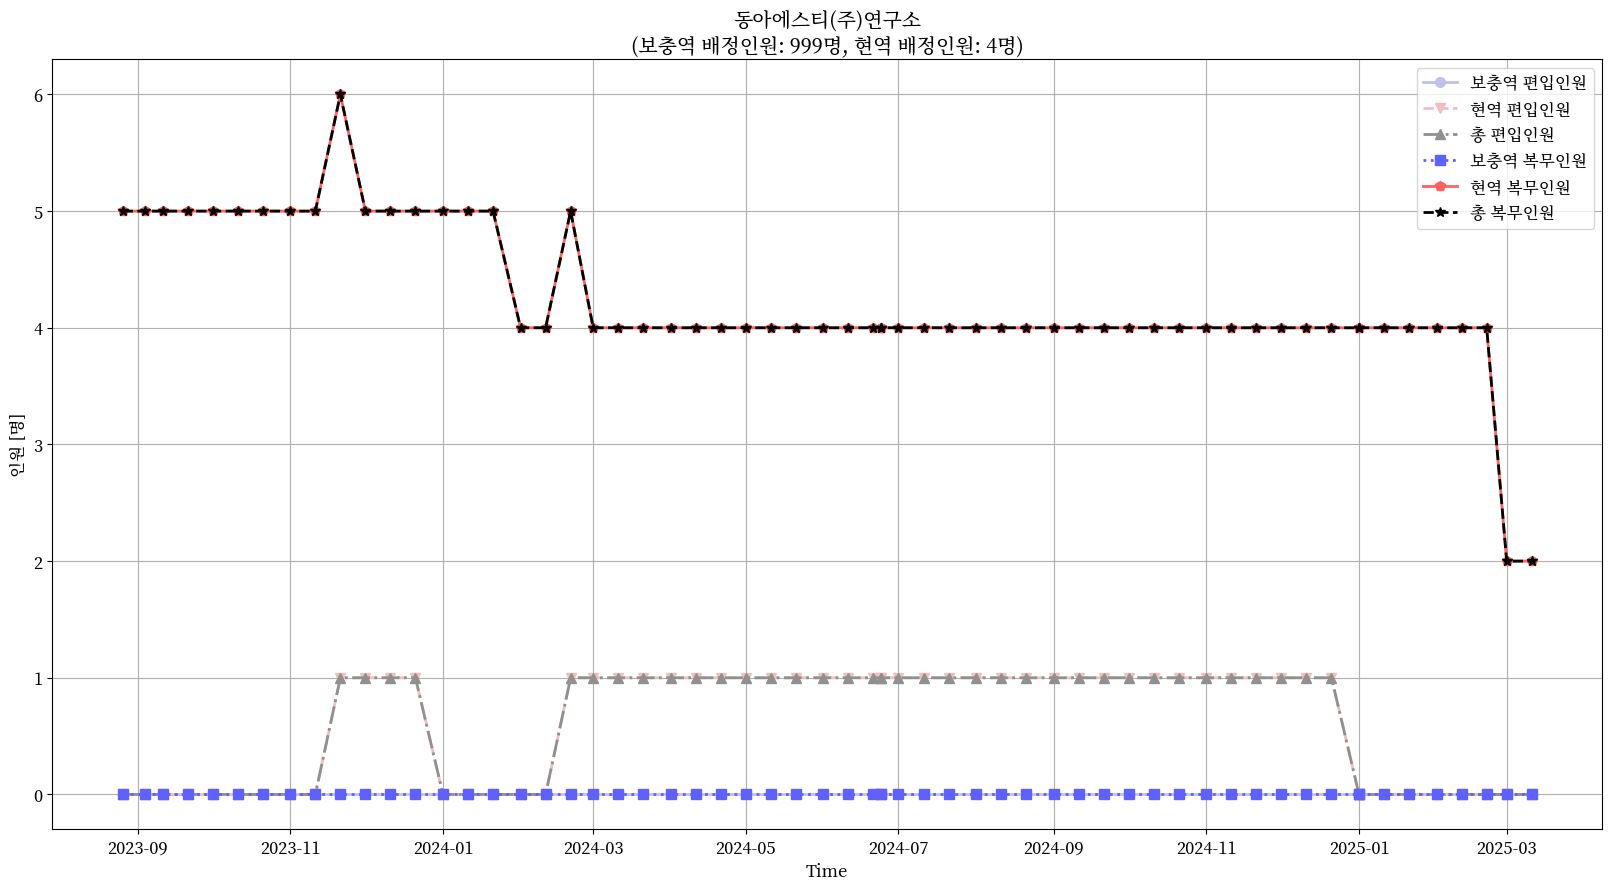 동아에스티(주)연구소
(보충역 배정인원: 999명, 현역 배정인원: 4명)
보충역 편입인원
현역 편입인원
총 편입인원
보충역 복무인원
현역 복무인원
총 복무인원
인원 [명]
6
5
4
3
2
1
0
2023-09 2023-11 2024-01 2024-03 2024-05 2024-07 2024-09 2024-11 2025-01 2025-03
Time